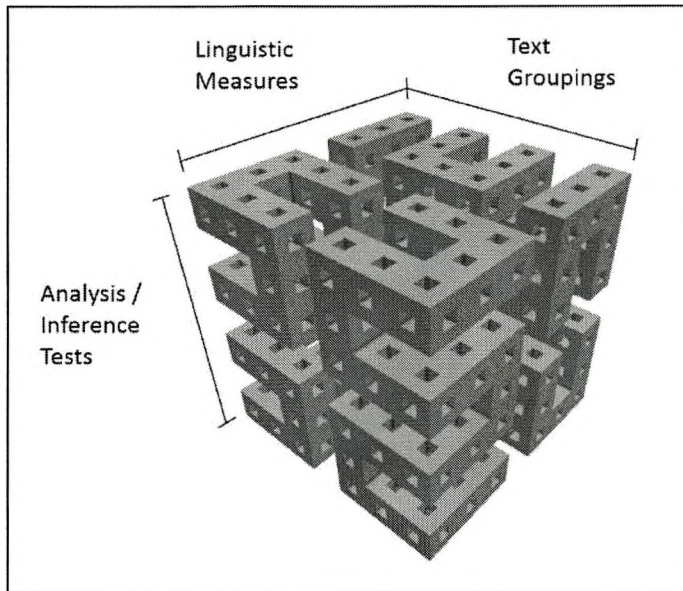 Linguistic
Measures
Text
Groupings
Analysis /
Inference
Tests